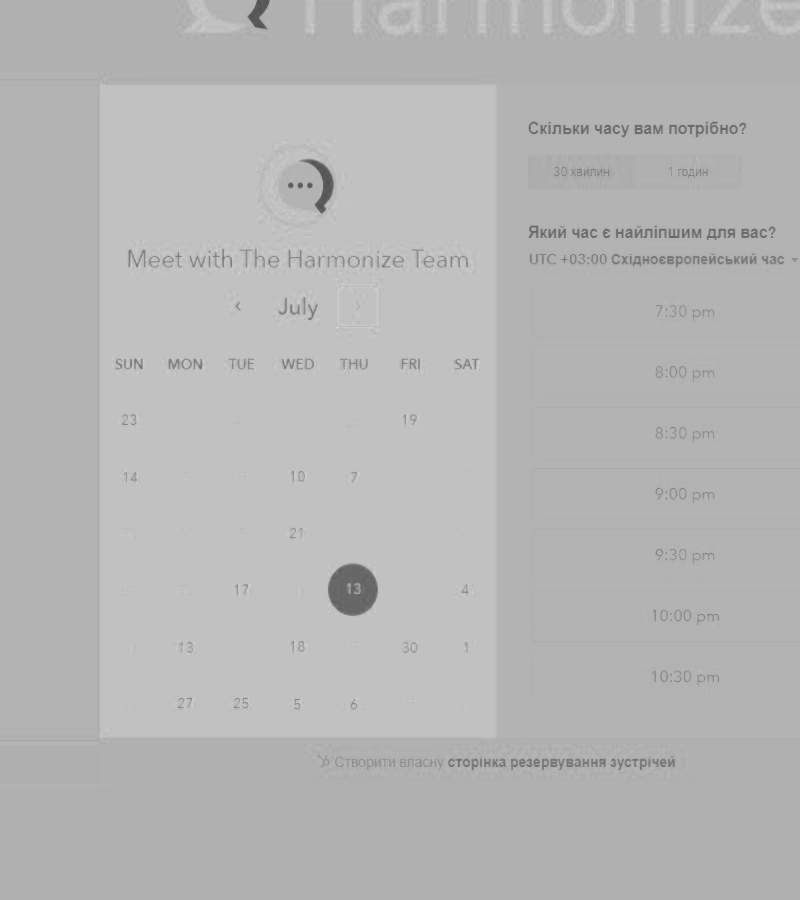 Harmonize
Скільки часу вам потрібно?
30 хвилин 1 годин
Який час є найліпшим для вас?
UTC +03:00 Східноєвропейський час
Meet with The Harmonize Team
July
SUN MON TUE WED THU FRI SAT
23 19
14 10 7
21
17 13 4
13 18 30 1
27 25 5 6
7:30 pm
8:00 pm
8:30 pm
9:00 pm
9:30 pm
10:00 pm
10:30 pm
Створити власну сторінка резервування зустрічей